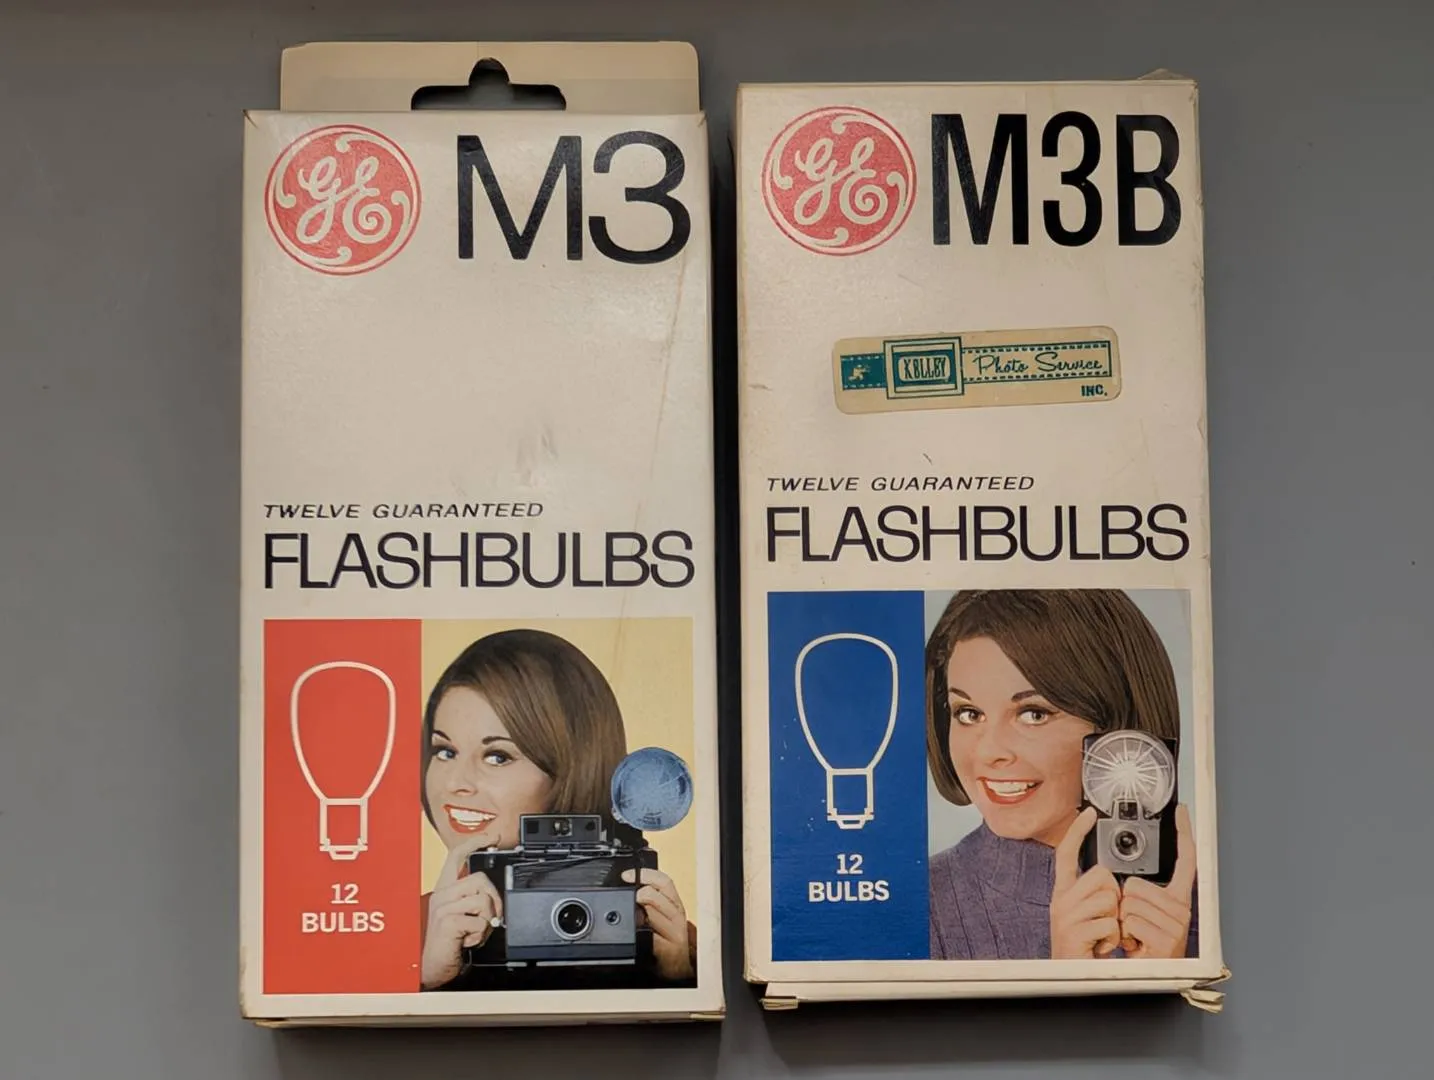 GE M3
TWELVE GUARANTEED
FLASHBULBS
12
BULBS
GE M3B
KELLEY Photo Service
INC.
TWELVE GUARANTEED
FLASHBULBS
12
BULBS